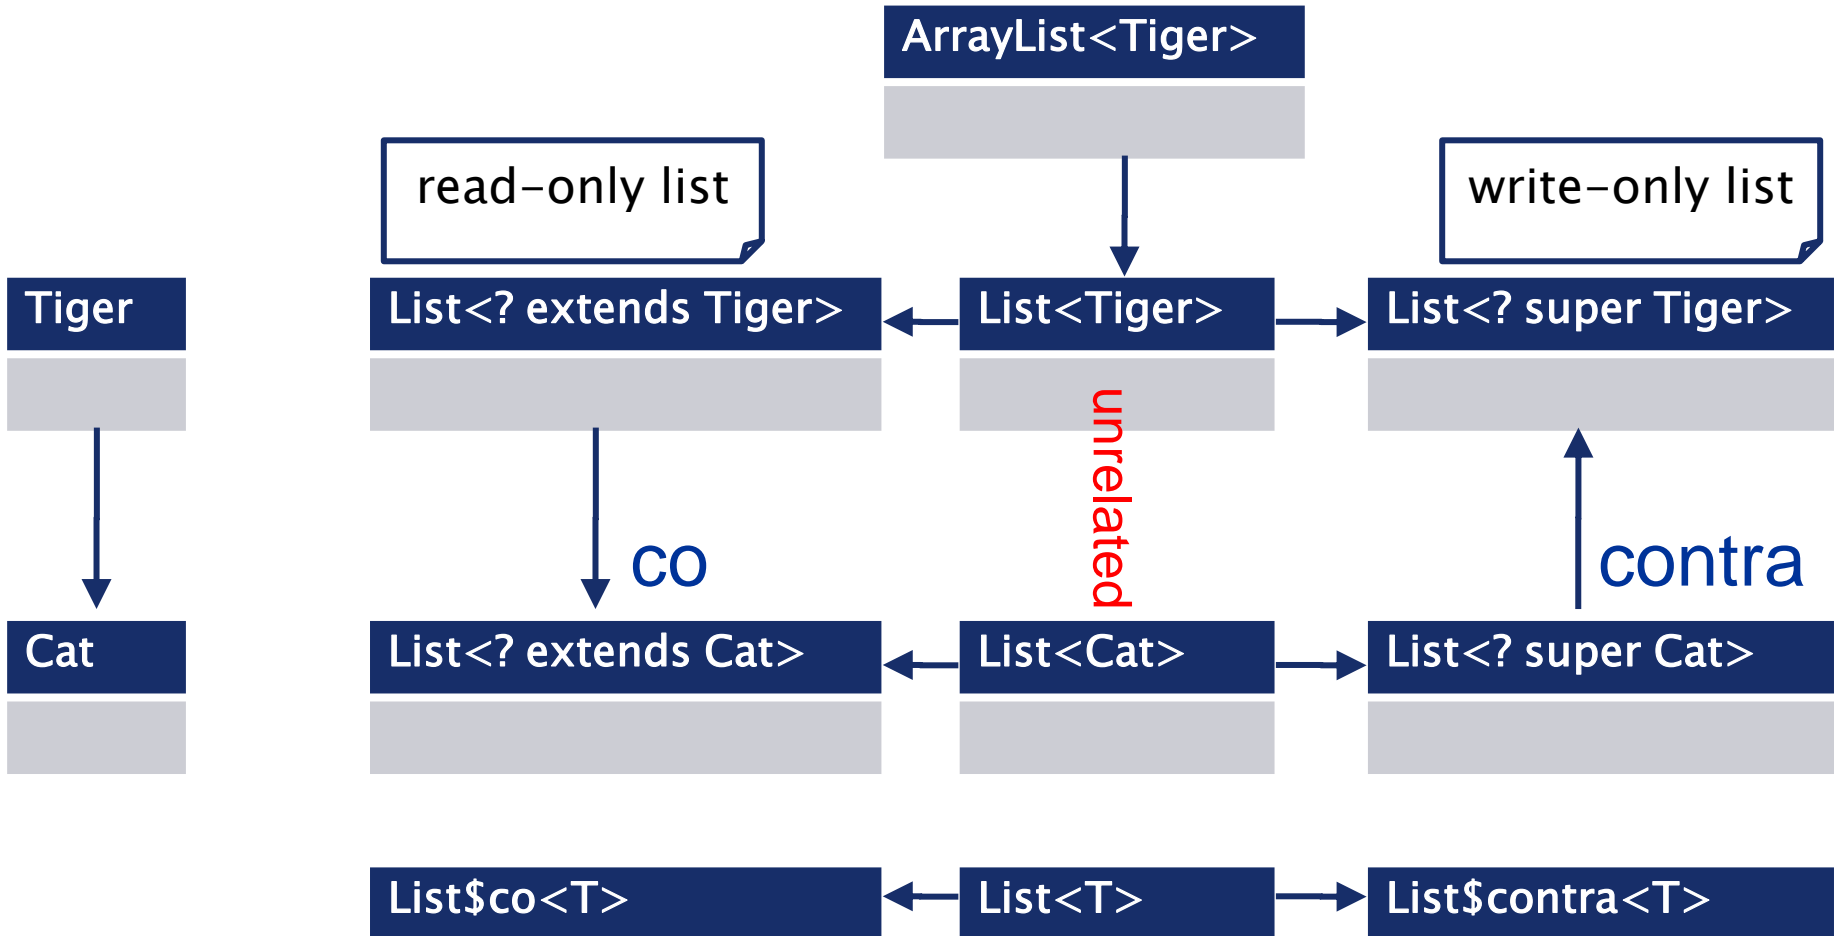 ArrayList<Tiger>
read-only list
write-only list
Tiger
List<? extends Tiger>
List<Tiger>
List<? super Tiger>
unrelated
co
contra
Cat
List<? extends Cat>
List<Cat>
List<? super Cat>
List$co<T>
List<T>
List$contra<T>